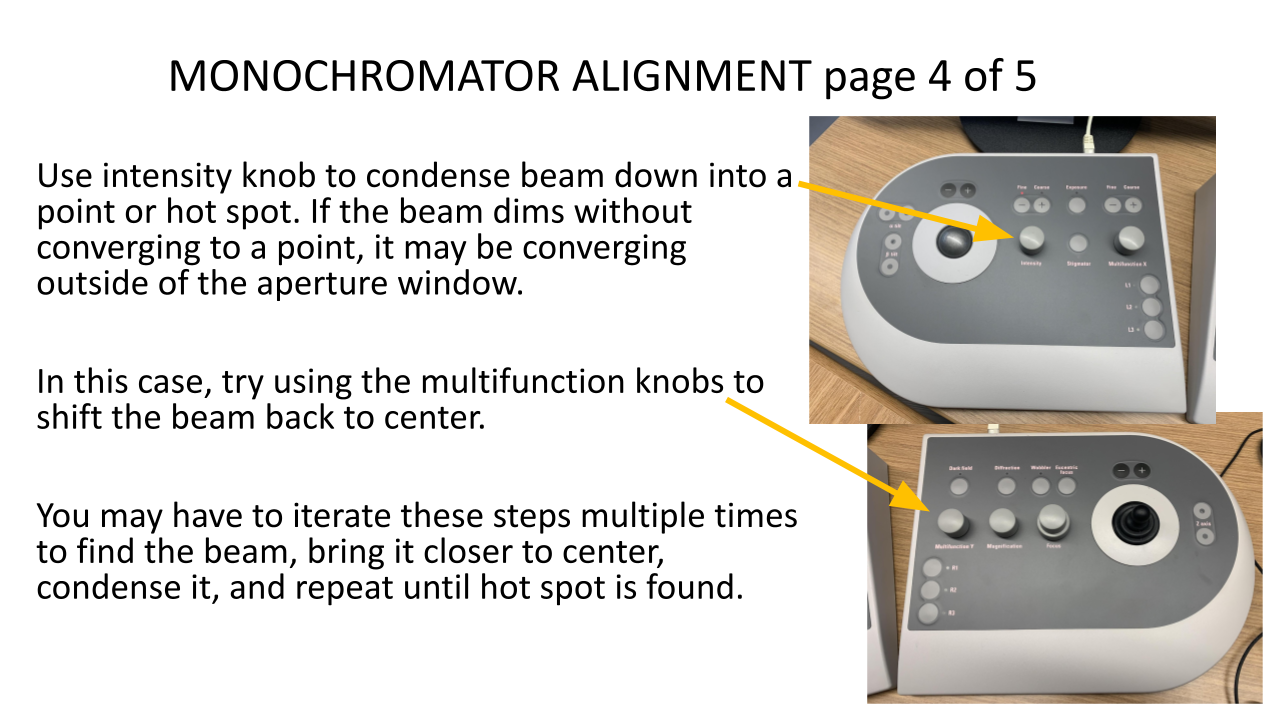 MONOCHROMATOR ALIGNMENT page 4 of 5
Use intensity knob to condense beam down into a
point or hot spot. If the beam dims without
converging to a point, it may be converging
outside of the aperture window.
In this case, try using the multifunction knobs to
shift the beam back to center.
You may have to iterate these steps multiple times
to find the beam, bring it closer to center,
condense it, and repeat until hot spot is found.
Fine Coarse Exposure Fine Coarse
Intensity Stigmator Multifunction X
L1
L2 -
L3 +
Dark field Diffraction Wobbler Eucentric
focus
Multifunction Y Magnification Focus
Z axis
+ R1
+ R2
- R3